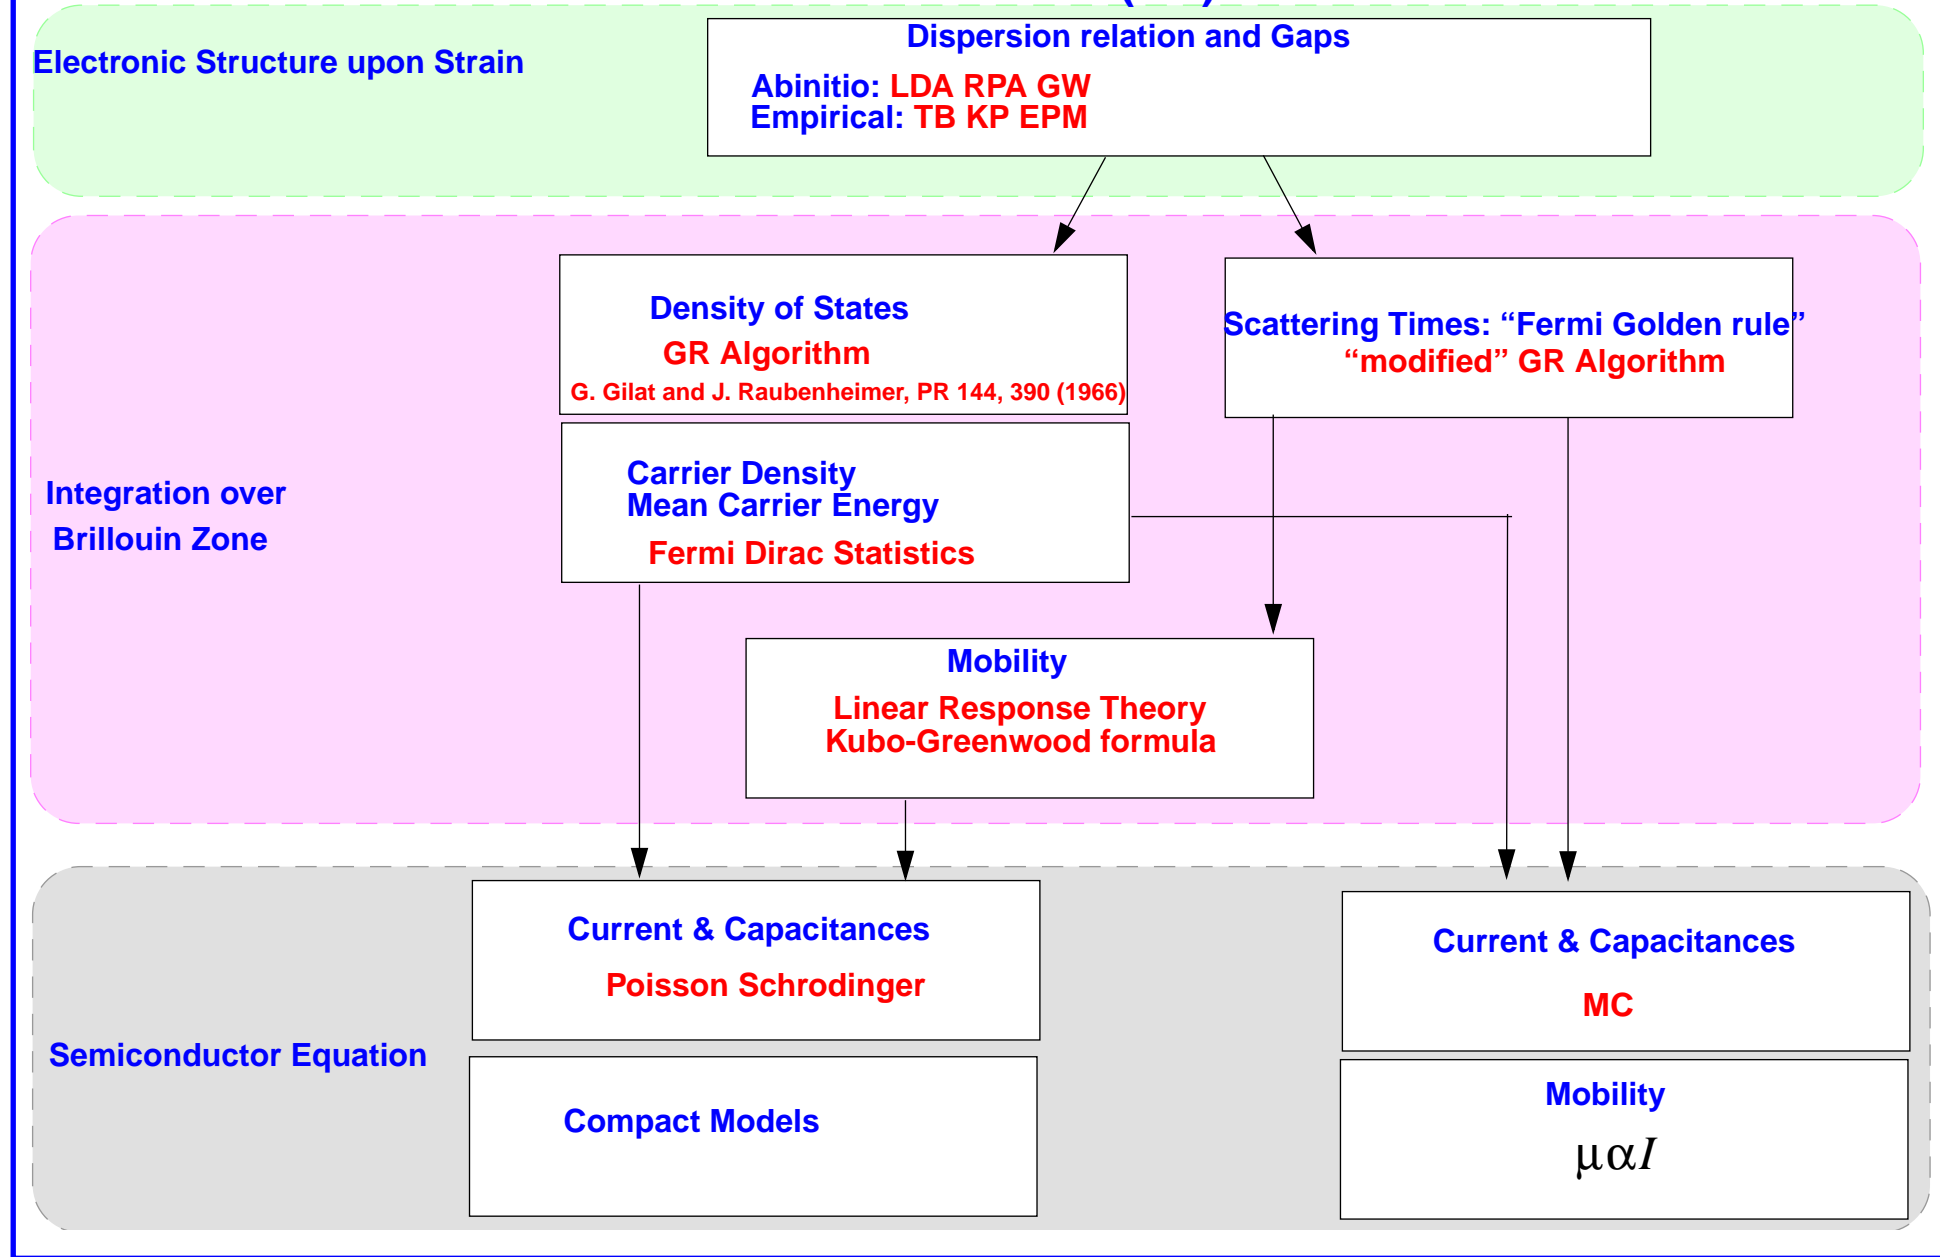 Electronic Structure upon Strain
Dispersion relation and Gaps
Abinitio: LDA RPA GW
Empirical: TB KP EPM
Density of States
GR Algorithm
G. Gilat and J. Raubenheimer, PR 144, 390 (1966)
Scattering Times: “Fermi Golden rule”
“modified” GR Algorithm
Integration over
Brillouin Zone
Carrier Density
Mean Carrier Energy
Fermi Dirac Statistics
Mobility
Linear Response Theory
Kubo-Greenwood formula
Semiconductor Equation
Current & Capacitances
Poisson Schrodinger
Compact Models
Current & Capacitances
MC
Mobility
μαI